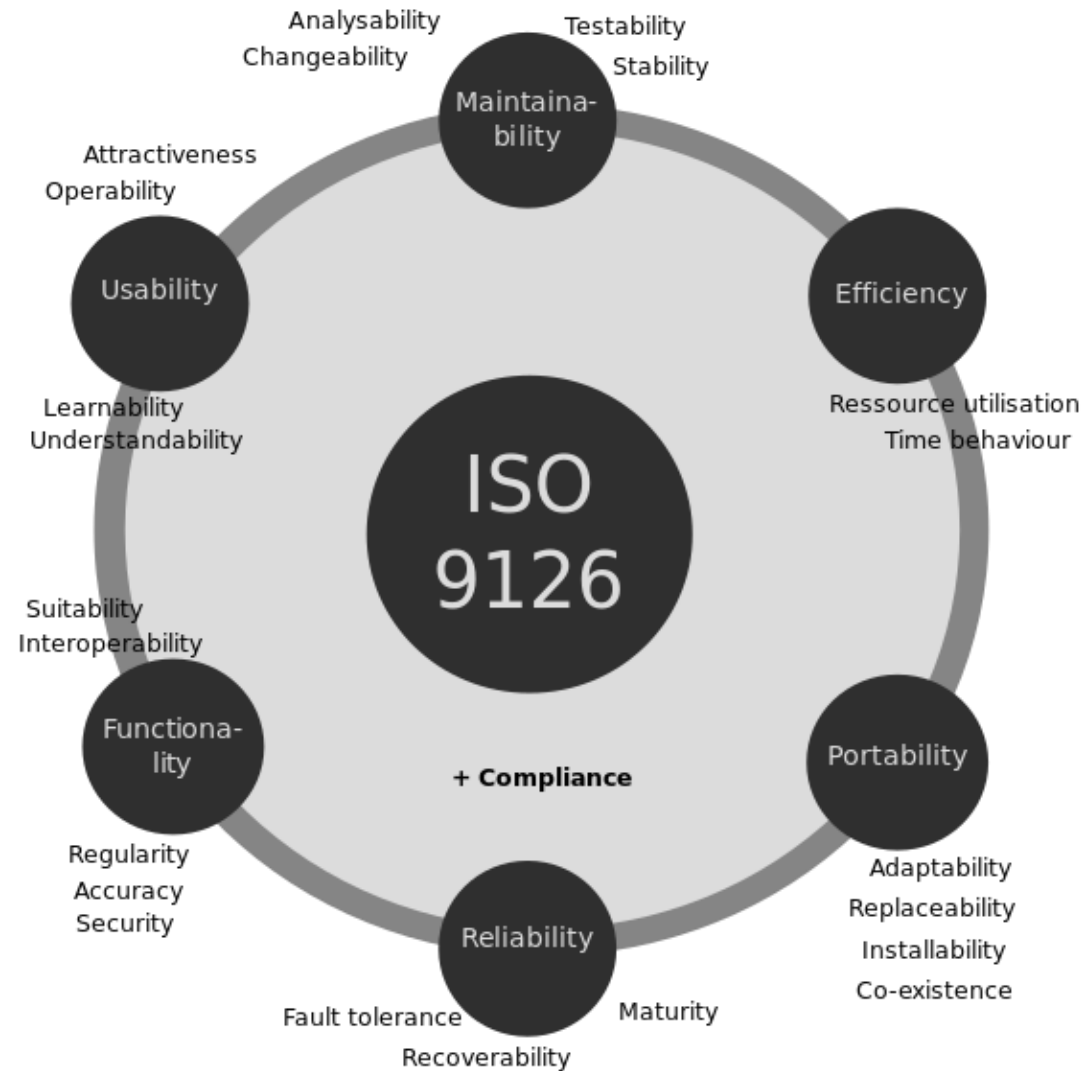 Analysability
Changeability
Testability
Stability
Maintaina-
bility
Attractiveness
Operability
Usability
Learnability
Understandability
Efficiency
Ressource utilisation
Time behaviour
ISO
9126
Suitability
Interoperability
Functiona-
lity
Regularity
Accuracy
Security
+ Compliance
Portability
Adaptability
Replaceability
Installability
Co-existence
Reliability
Fault tolerance
Maturity
Recoverability